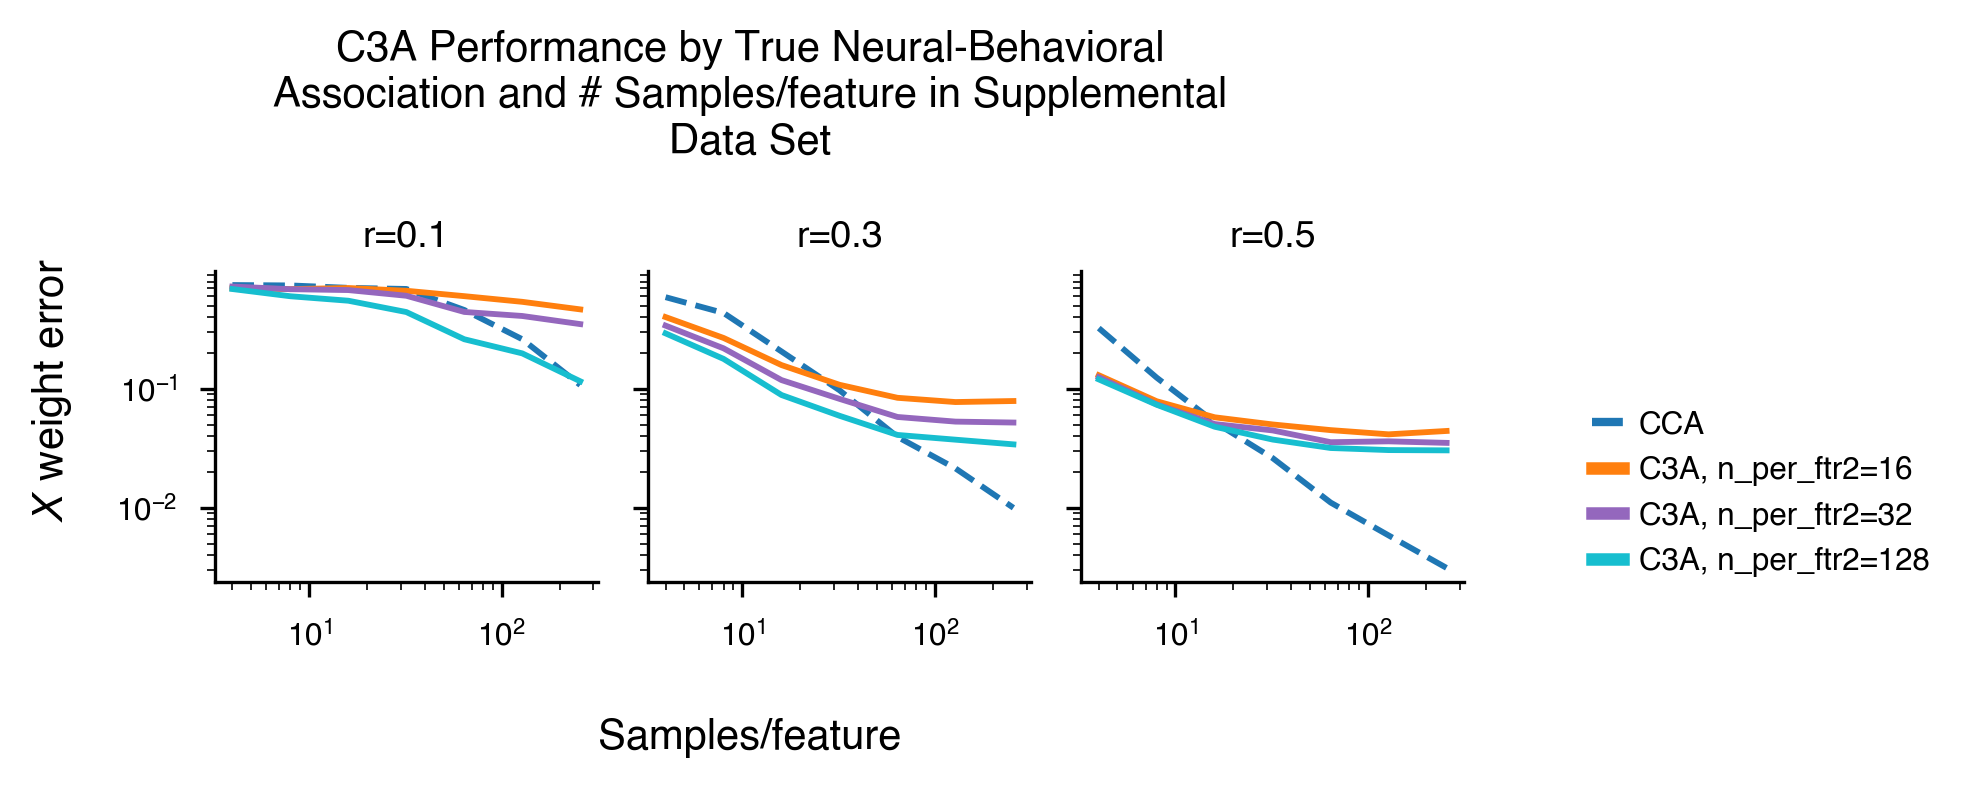 C3A Performance by True Neural-Behavioral
Association and # Samples/feature in Supplemental
Data Set
r=0.1
r=0.3
r=0.5
X weight error
10⁻¹
10⁻²
10¹
10²
10¹
10²
10¹
10²
Samples/feature
CCA
C3A, n_per_ftr2=16
C3A, n_per_ftr2=32
C3A, n_per_ftr2=128